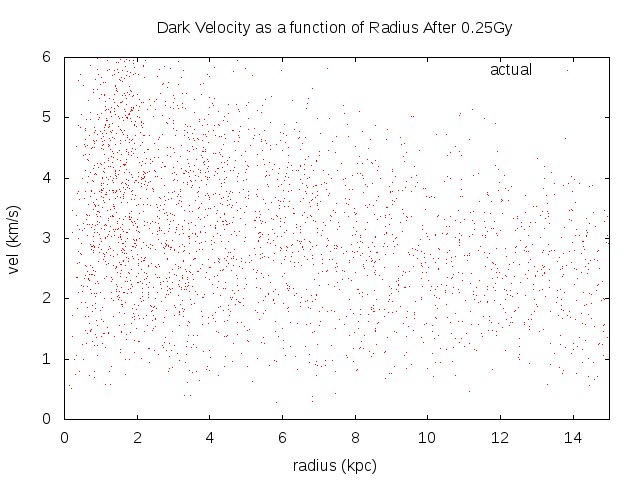 Dark Velocity as a function of Radius After 0.25Gy
actual
6
5
4
3
2
1
0
vel (km/s)
0 2 4 6 8 10 12 14
radius (kpc)